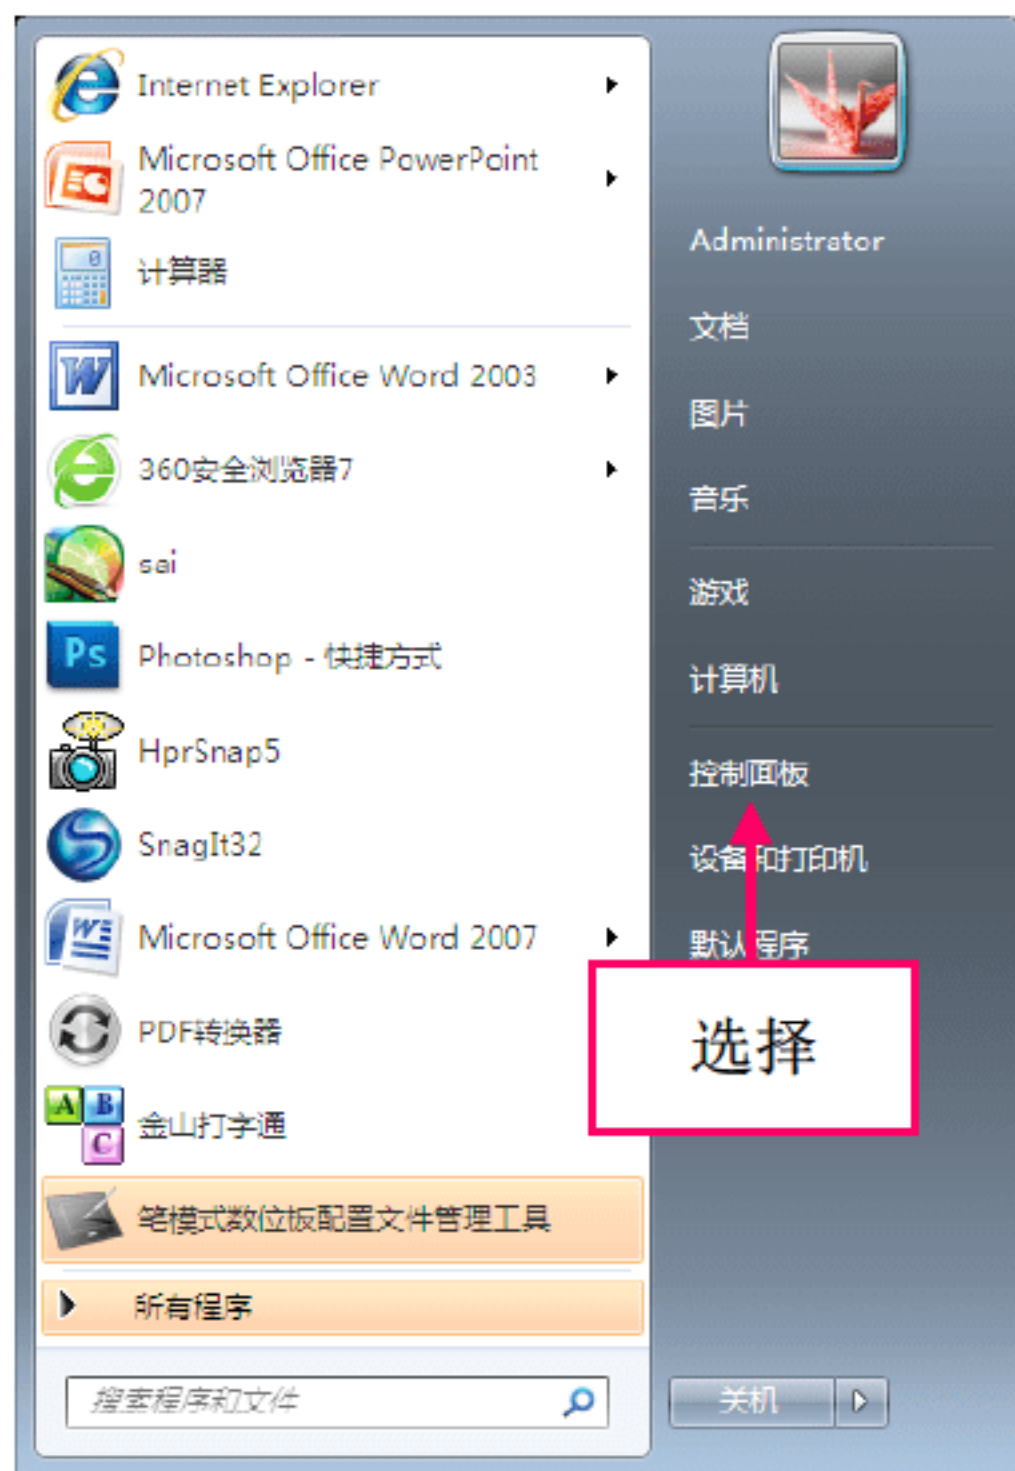 Internet Explorer
Microsoft Office PowerPoint
2007
计算器
Microsoft Office Word 2003
360安全浏览器7
sai
Ps
Photoshop - 快捷方式
HprSnap5
SnagIt32
Microsoft Office Word 2007
PDF转换器
A B C
金山打字通
笔模式数位板配置文件管理工具
所有程序
搜索程序和文件
Administrator
文档
图片
音乐
游戏
计算机
控制面板
设备和打印机
默认程序
选择
关机